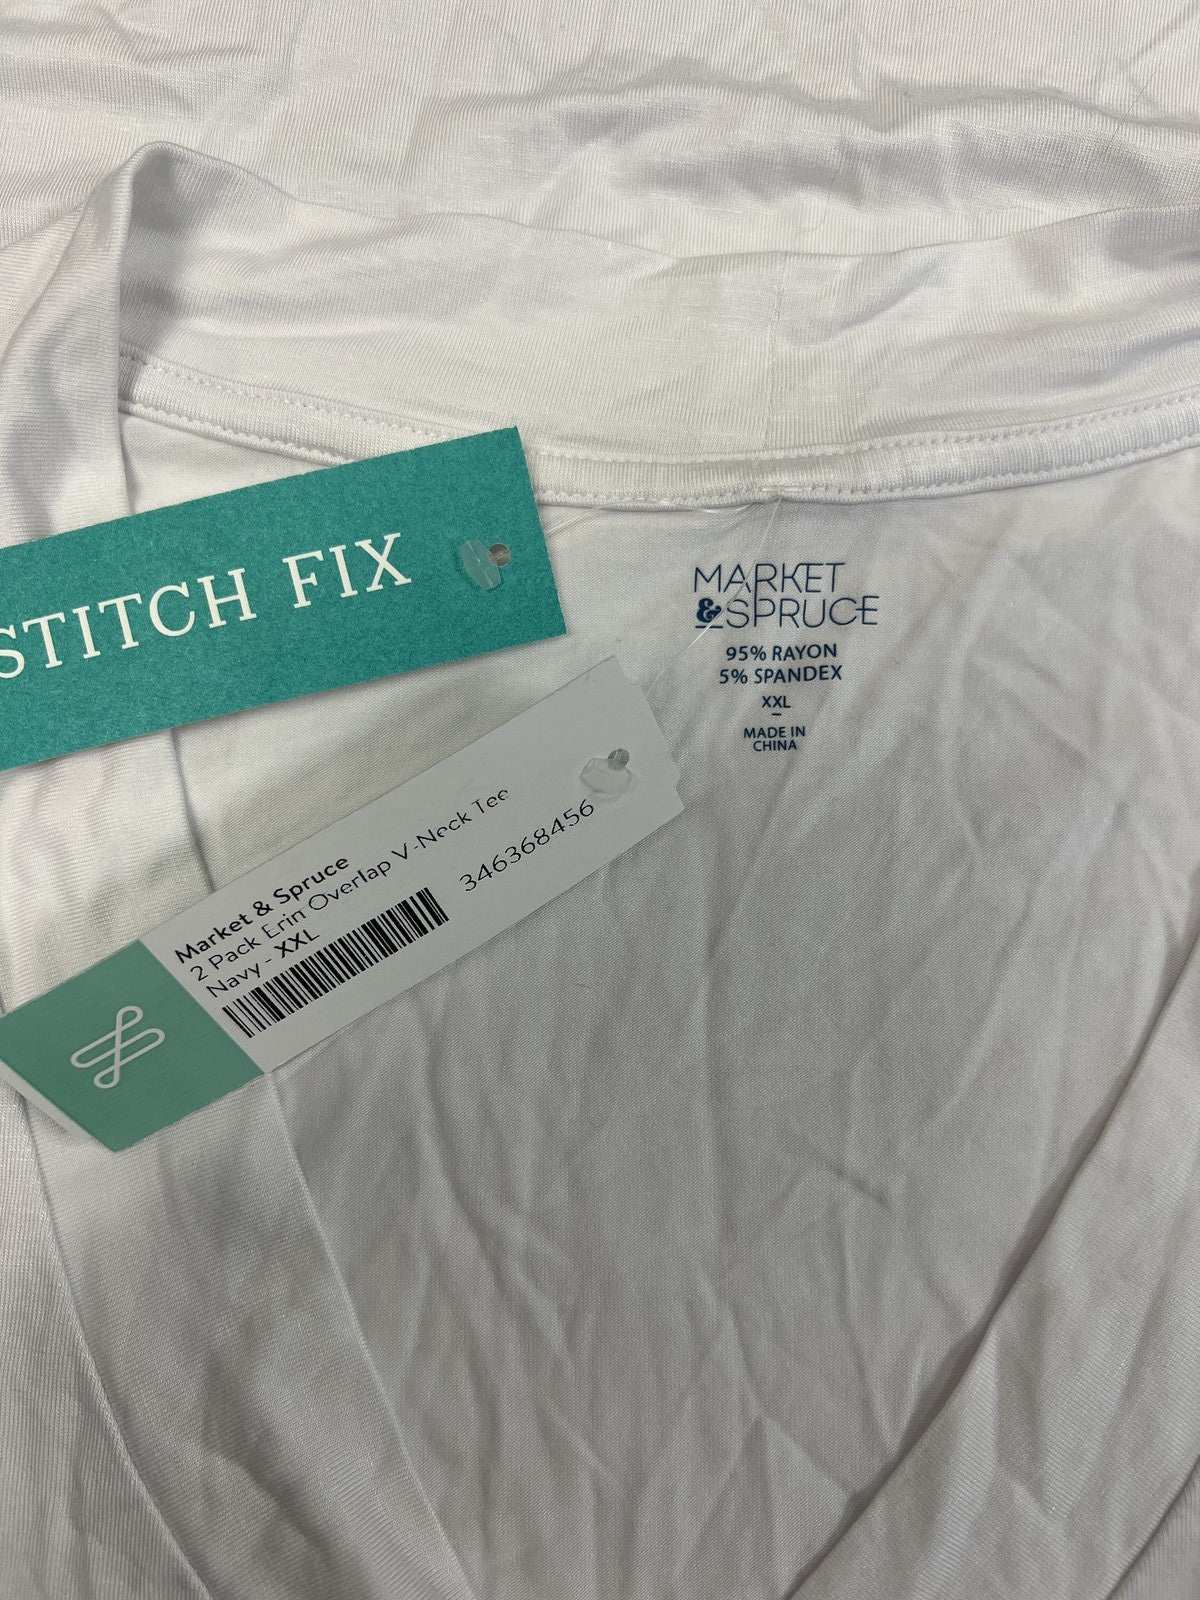 STITCH FIX
MARKET
&SPRUCE
95% RAYON
5% SPANDEX
XXL
MADE IN
CHINA
Market & Spruce
2 Pack Erin Overlap V-Neck Tee
Navy - XXL
346368456